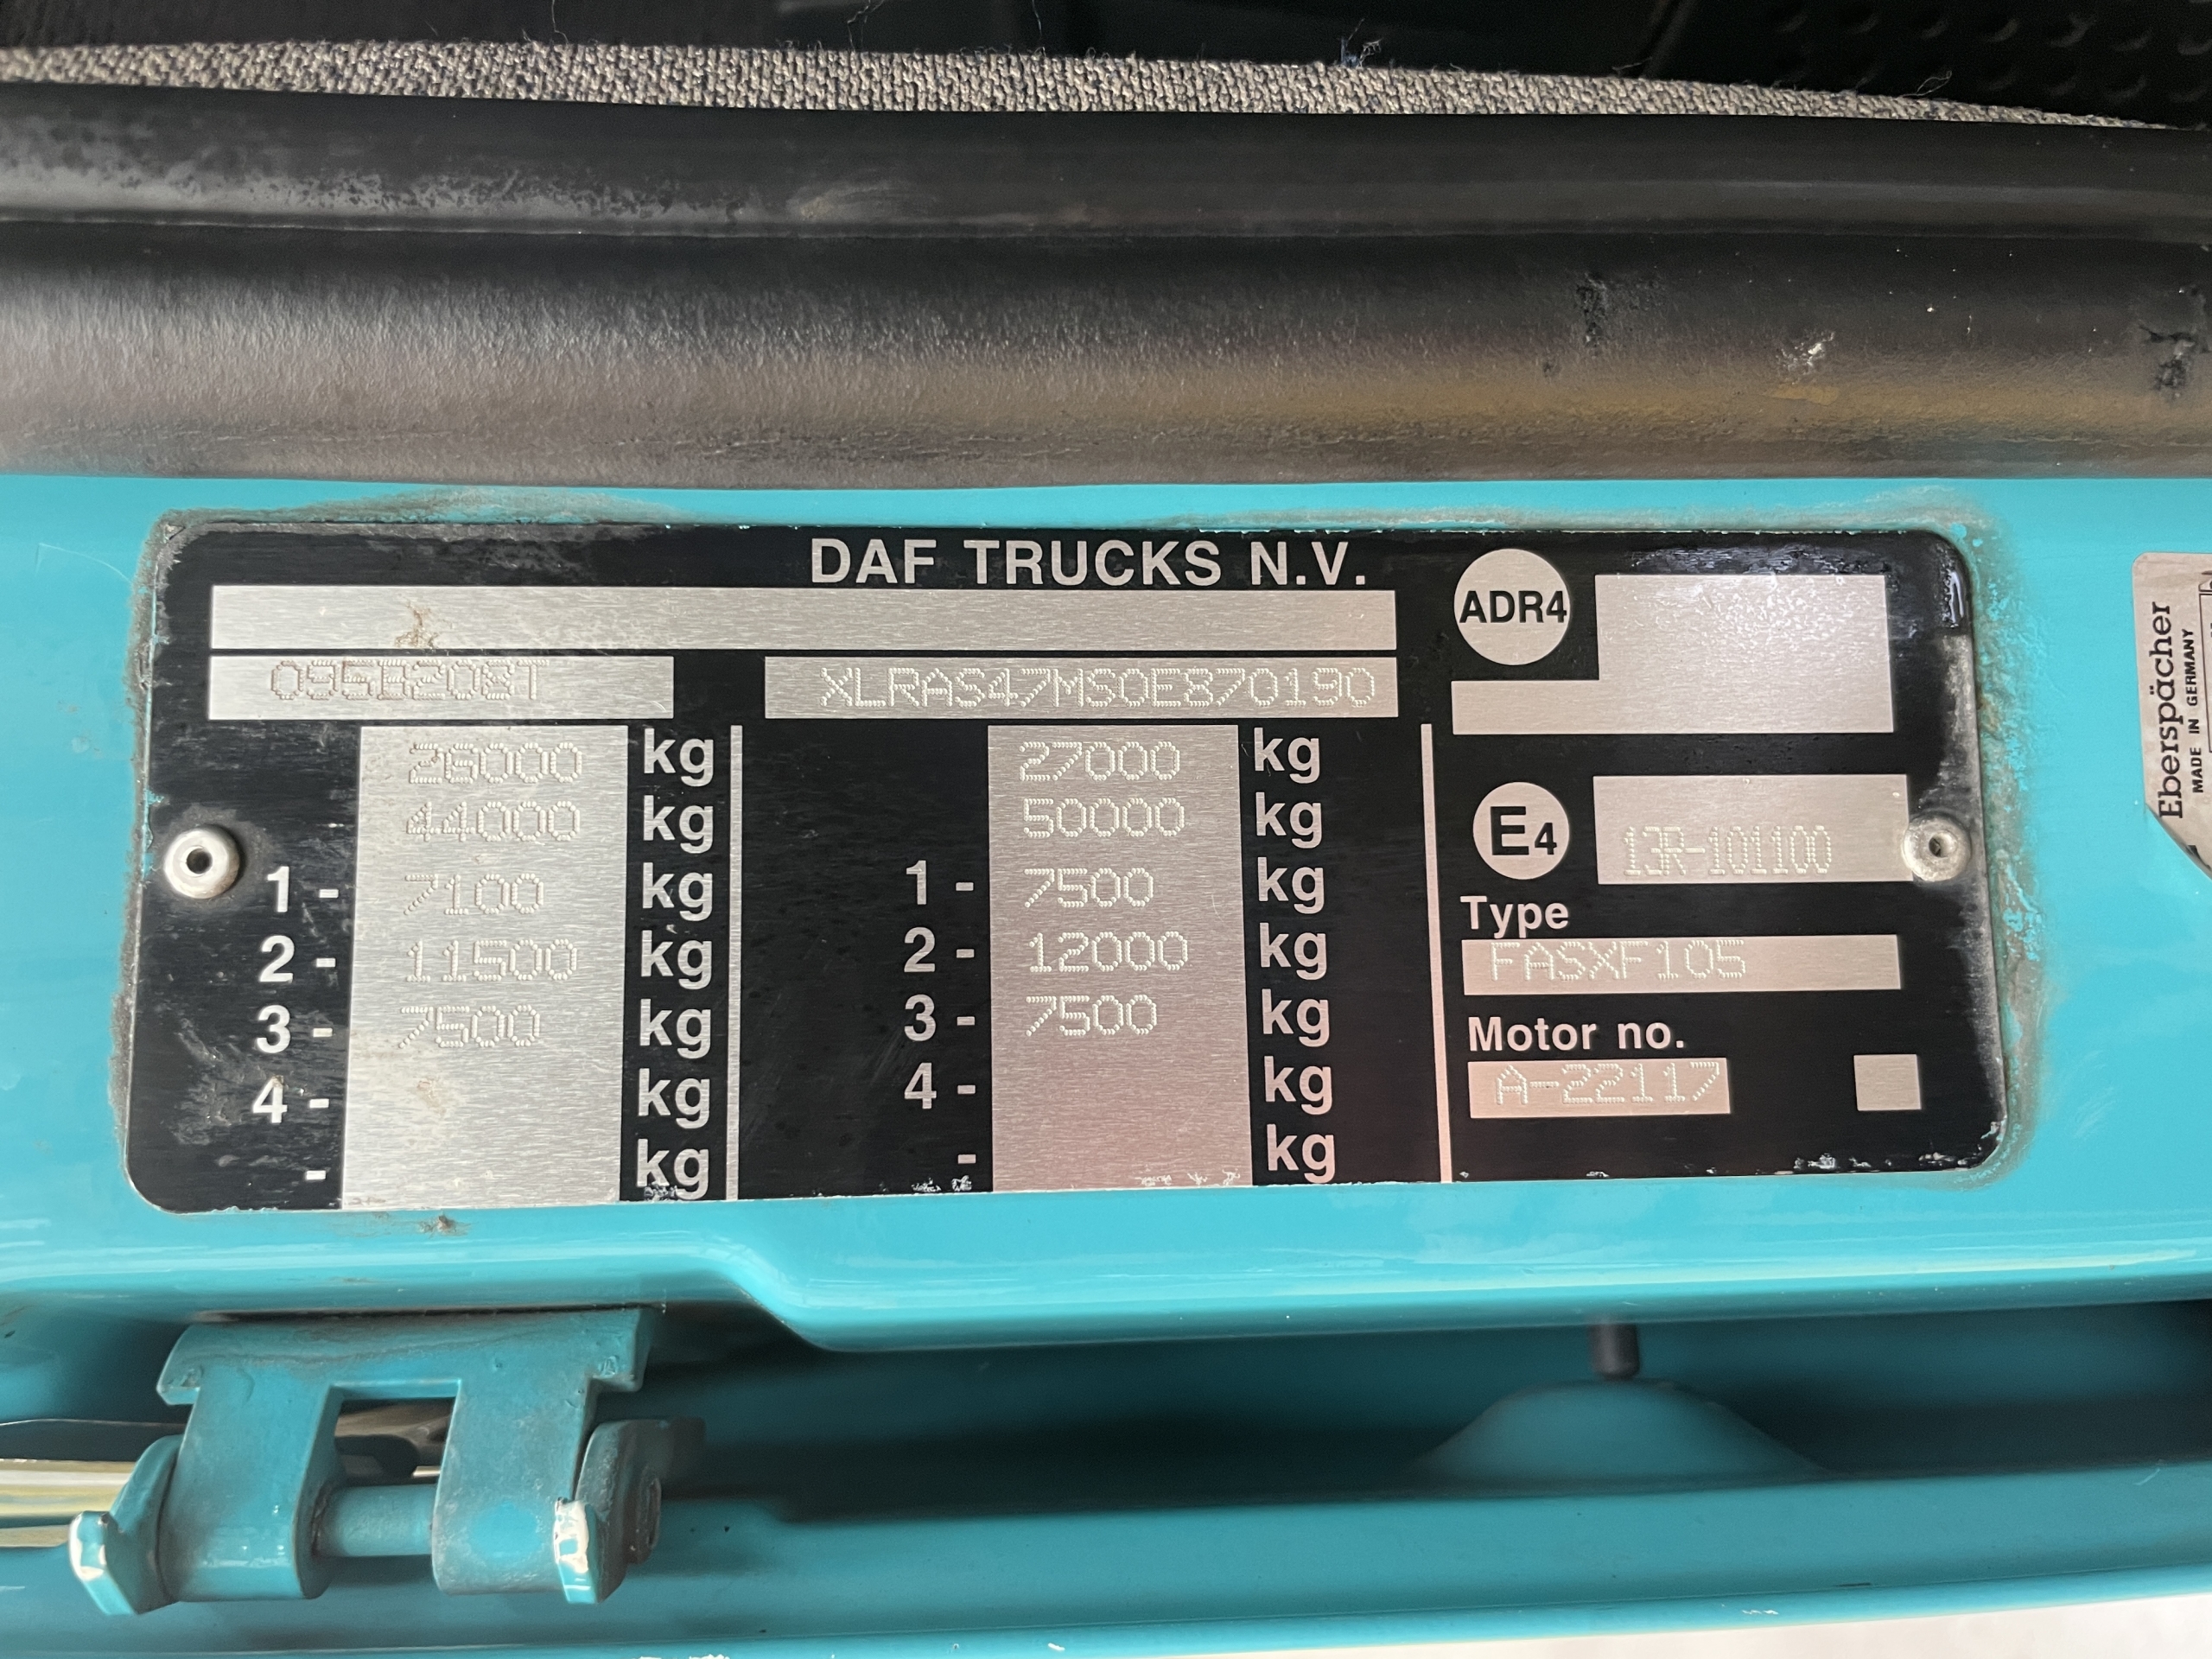 DAF TRUCKS N.V.
XLRAS47MS0E870190
26000 kg 27000 kg
44000 kg 50000 kg
1 - 7100 kg 1 - 7500 kg
2 - 11500 kg 2 - 12000 kg
3 - 7500 kg 3 - 7500 kg
4 - kg 4 - kg
- kg - kg
ADR4
E4 13R-101100
Type
FASXF105
Motor no.
A-22117
Eberspächer
MADE IN GERMANY